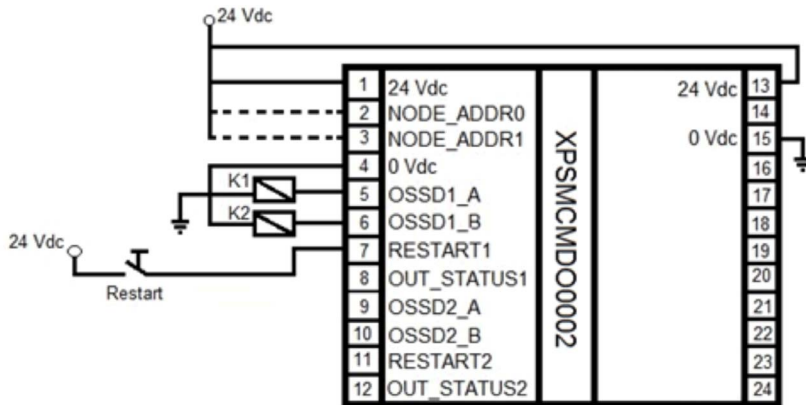 24 Vdc
1 24 Vdc
2 NODE_ADDR0
3 NODE_ADDR1
4 0 Vdc
K1
5 OSSD1_A
K2
6 OSSD1_B
24 Vdc
7 RESTART1
Restart
8 OUT_STATUS1
9 OSSD2_A
10 OSSD2_B
11 RESTART2
12 OUT_STATUS2
XPSMCMDO0002
24 Vdc 13
14
0 Vdc 15
16
17
18
19
20
21
22
23
24